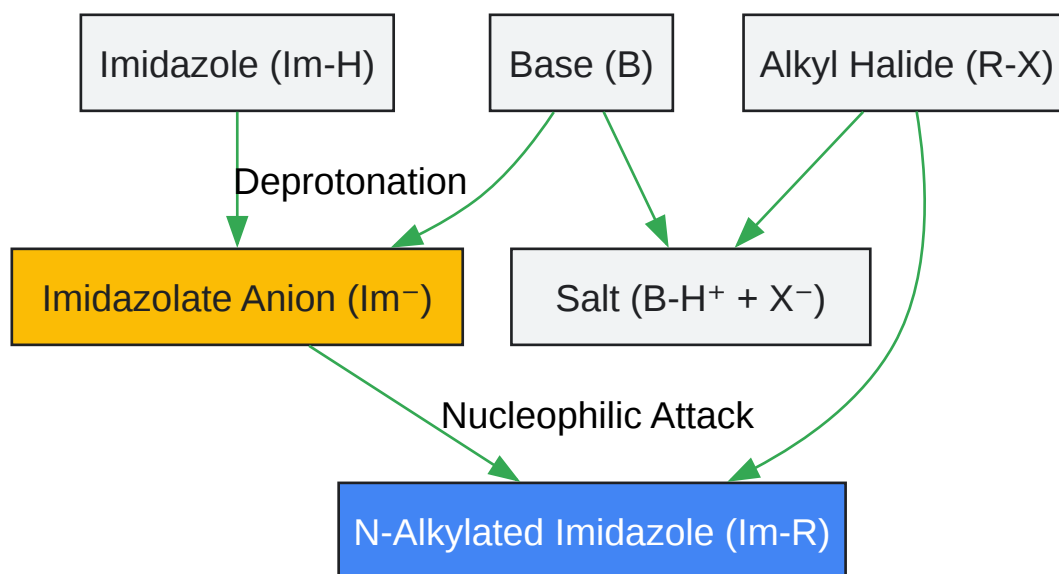 Imidazole (Im-H)
Base (B)
Alkyl Halide (R-X)
Deprotonation
Imidazolate Anion (Im⁻)
Salt (B-H⁺ + X⁻)
Nucleophilic Attack
N-Alkylated Imidazole (Im-R)